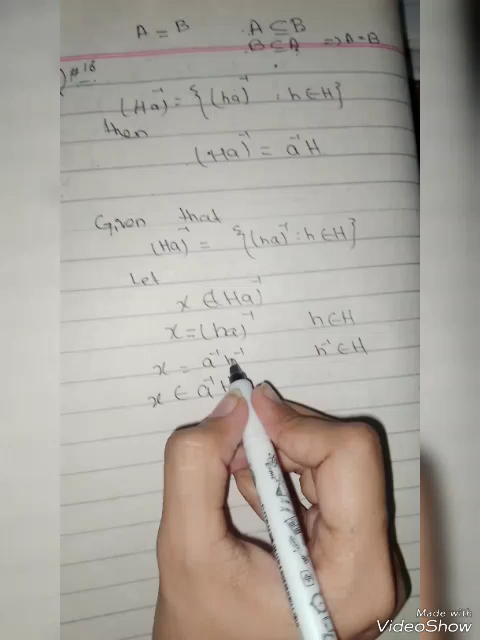 A = B A ⊆ B
B ⊆ A ⇒ A = B
#18
(Ha)⁻¹ = {(ha)⁻¹ : h ∈ H}
then
(Ha)⁻¹ = a⁻¹H
Given that
(Ha)⁻¹ = {(ha)⁻¹ : h ∈ H}
Let
x ∈ (Ha)⁻¹
x = (ha)⁻¹ h ∈ H
x = a⁻¹h⁻¹ h⁻¹ ∈ H
x ∈ a⁻¹H
Made with
VideoShow